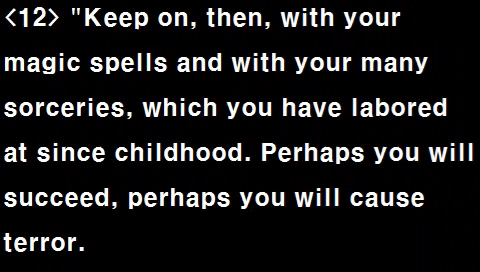 <12> "Keep on, then, with your
magic spells and with your many
sorceries, which you have labored
at since childhood. Perhaps you will
succeed, perhaps you will cause
terror.